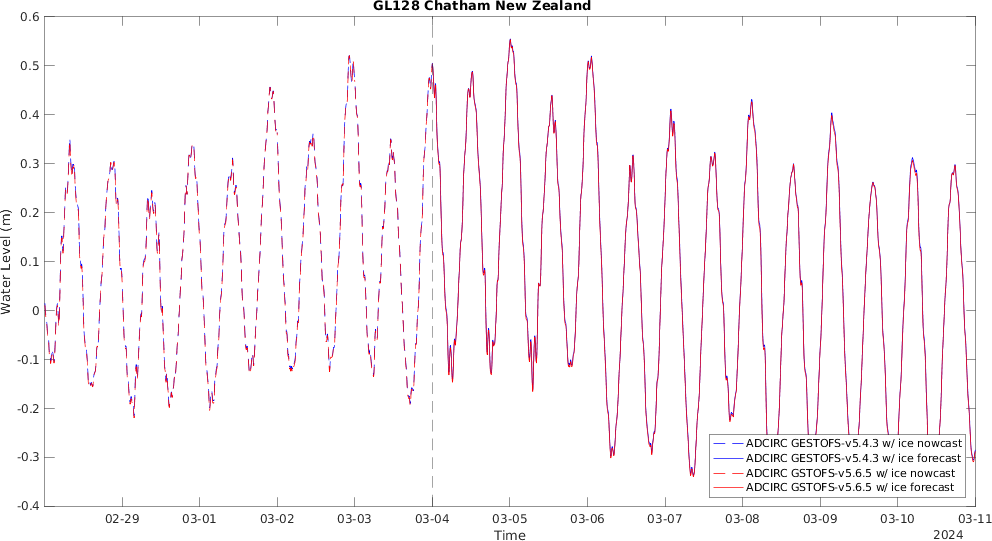 GL128 Chatham New Zealand
Water Level (m)
0.6
0.5
0.4
0.3
0.2
0.1
0
-0.1
-0.2
-0.3
-0.4
ADCIRC GESTOFS-v5.4.3 w/ ice nowcast
ADCIRC GESTOFS-v5.4.3 w/ ice forecast
ADCIRC GSTOFS-v5.6.5 w/ ice nowcast
ADCIRC GSTOFS-v5.6.5 w/ ice forecast
02-29 03-01 03-02 03-03 03-04 03-05 03-06 03-07 03-08 03-09 03-10 03-11
Time
2024